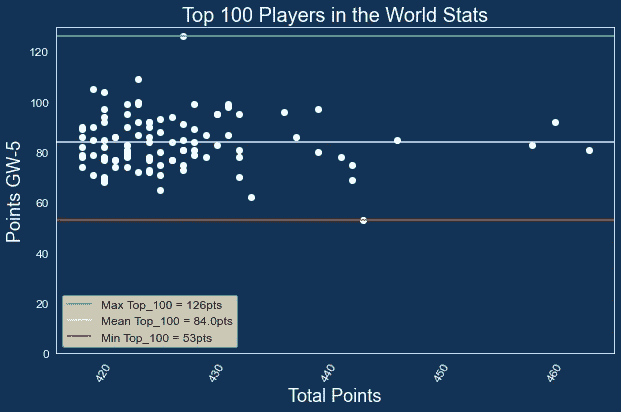 Top 100 Players in the World Stats
Points GW-5
120
100
80
60
40
20
0
Max Top_100 = 126pts
Mean Top_100 = 84.0pts
Min Top_100 = 53pts
420
430
440
450
460
Total Points